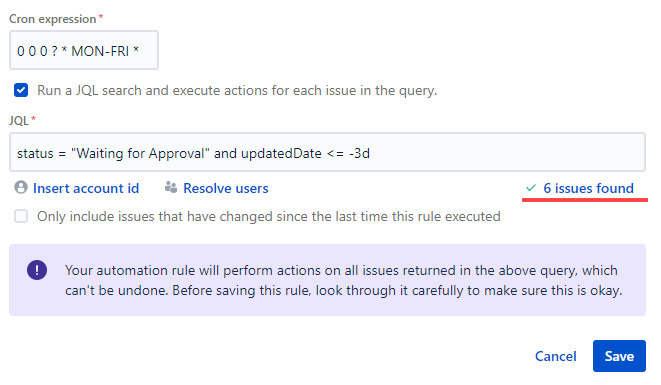 Cron expression*
0 0 0 ? * MON-FRI *
Run a JQL search and execute actions for each issue in the query.
JQL*
status = "Waiting for Approval" and updatedDate <= -3d
Insert account id Resolve users 6 issues found
Only include issues that have changed since the last time this rule executed
! Your automation rule will perform actions on all issues returned in the above query, which
can't be undone. Before saving this rule, look through it carefully to make sure this is okay.
Cancel Save